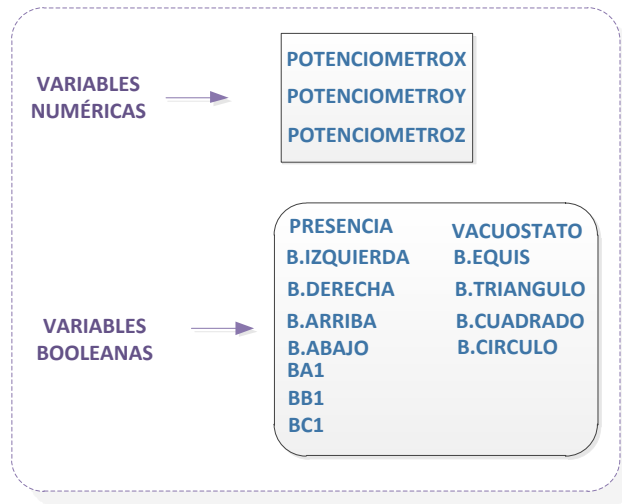 VARIABLES
NUMÉRICAS
POTENCIOMETROX
POTENCIOMETROY
POTENCIOMETROZ
VARIABLES
BOOLEANAS
PRESENCIA
B.IZQUIERDA
B.DERECHA
B.ARRIBA
B.ABAJO
BA1
BB1
BC1
VACUOSTATO
B.EQUIS
B.TRIANGULO
B.CUADRADO
B.CIRCULO